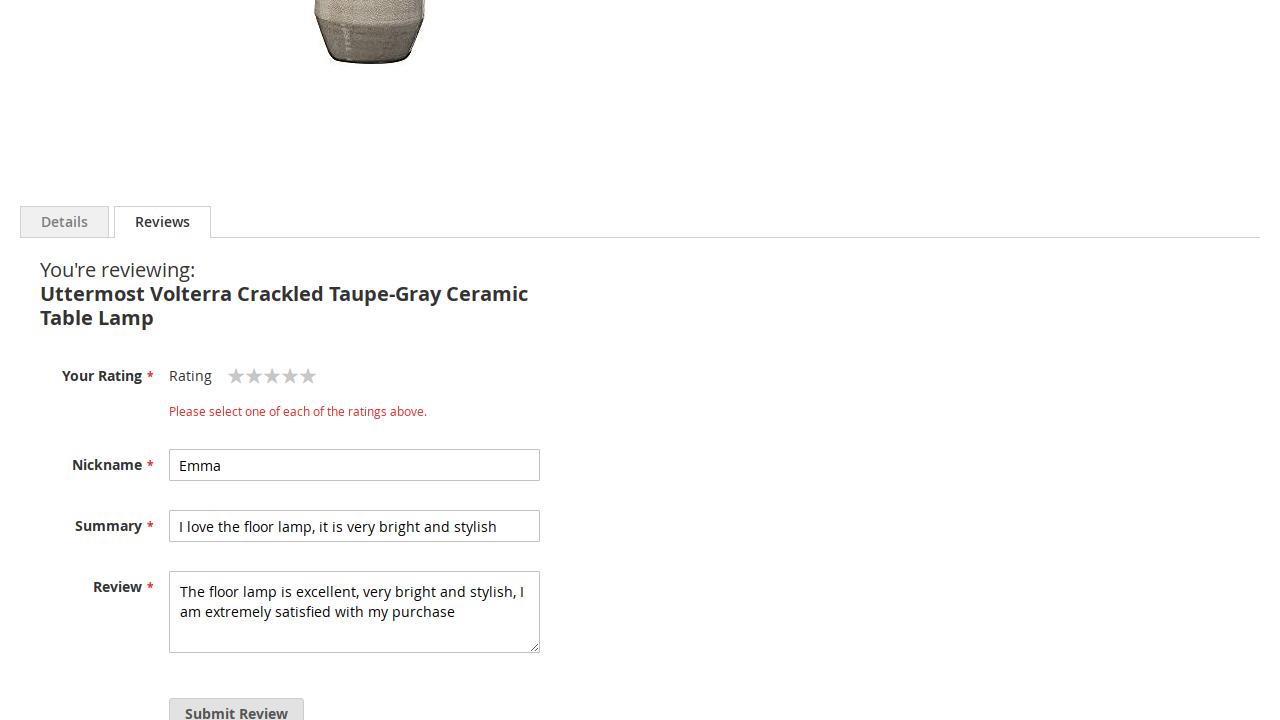 Details
Reviews
You're reviewing:
Uttermost Volterra Crackled Taupe-Gray Ceramic
Table Lamp
Your Rating *
Rating
Please select one of each of the ratings above.
Nickname *
Emma
Summary *
I love the floor lamp, it is very bright and stylish
Review *
The floor lamp is excellent, very bright and stylish, I
am extremely satisfied with my purchase
Submit Review